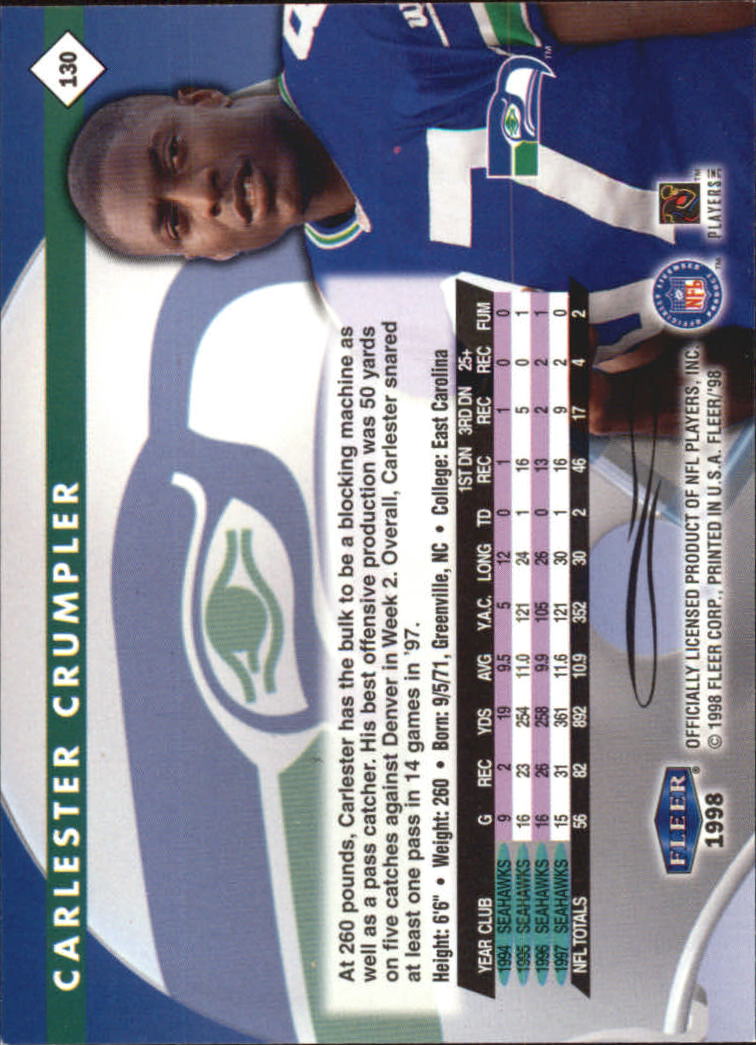 130
CARLESTER CRUMPLER
At 260 pounds, Carlester has the bulk to be a blocking machine as
well as a pass catcher. His best offensive production was 50 yards
on five catches against Denver in Week 2. Overall, Carlester snared
at least one pass in 14 games in '97.
Height: 6'6" • Weight: 260 • Born: 9/5/71, Greenville, NC • College: East Carolina
YEAR CLUB G REC YDS AVG Y.A.C. LONG TD 1ST DN REC 3RD DN REC 25+ REC FUM
1994 SEAHAWKS 9 2 19 9.5 5 12 0 1 1 0 0
1995 SEAHAWKS 16 23 254 11.0 121 24 1 16 5 0 1
1996 SEAHAWKS 16 26 258 9.9 105 26 0 13 2 2 1
1997 SEAHAWKS 15 31 361 11.6 121 30 1 16 9 2 0
NFL TOTALS 56 82 892 10.9 352 30 2 46 17 4 2
FLEER®
1998
OFFICIALLY LICENSED PRODUCT OF NFL PLAYERS, INC.
© 1998 FLEER CORP., PRINTED IN U.S.A. FLEER/'98
NFL
TM
PLAYERS INC
TM
8 7
TM